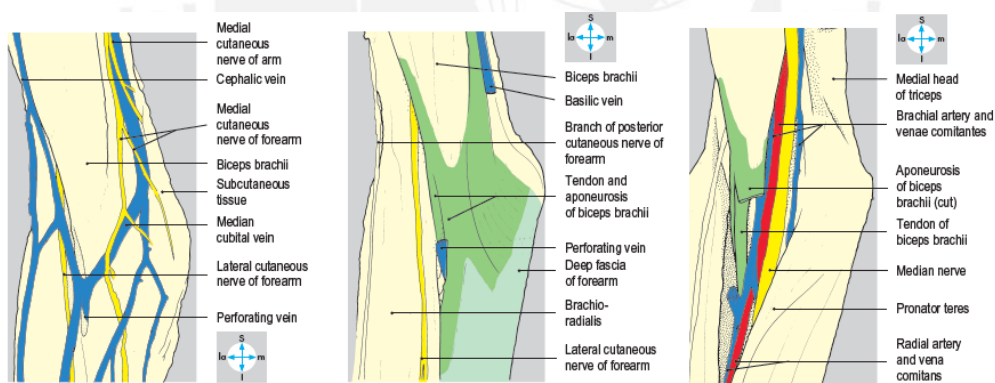 Medial
cutaneous
nerve of arm
Cephalic vein
Medial
cutaneous
nerve of forearm
Biceps brachii
Subcutaneous
tissue
Median
cubital vein
Lateral cutaneous
nerve of forearm
Perforating vein
S
la m
I
S
la m
I
Biceps brachii
Basilic vein
Branch of posterior
cutaneous nerve of
forearm
Tendon and
aponeurosis
of biceps brachii
Perforating vein
Deep fascia
of forearm
Brachio-
radialis
Lateral cutaneous
nerve of forearm
S
la m
I
Medial head
of triceps
Brachial artery and
venae comitantes
Aponeurosis
of biceps
brachii (cut)
Tendon of
biceps brachii
Median nerve
Pronator teres
Radial artery
and vena
comitans